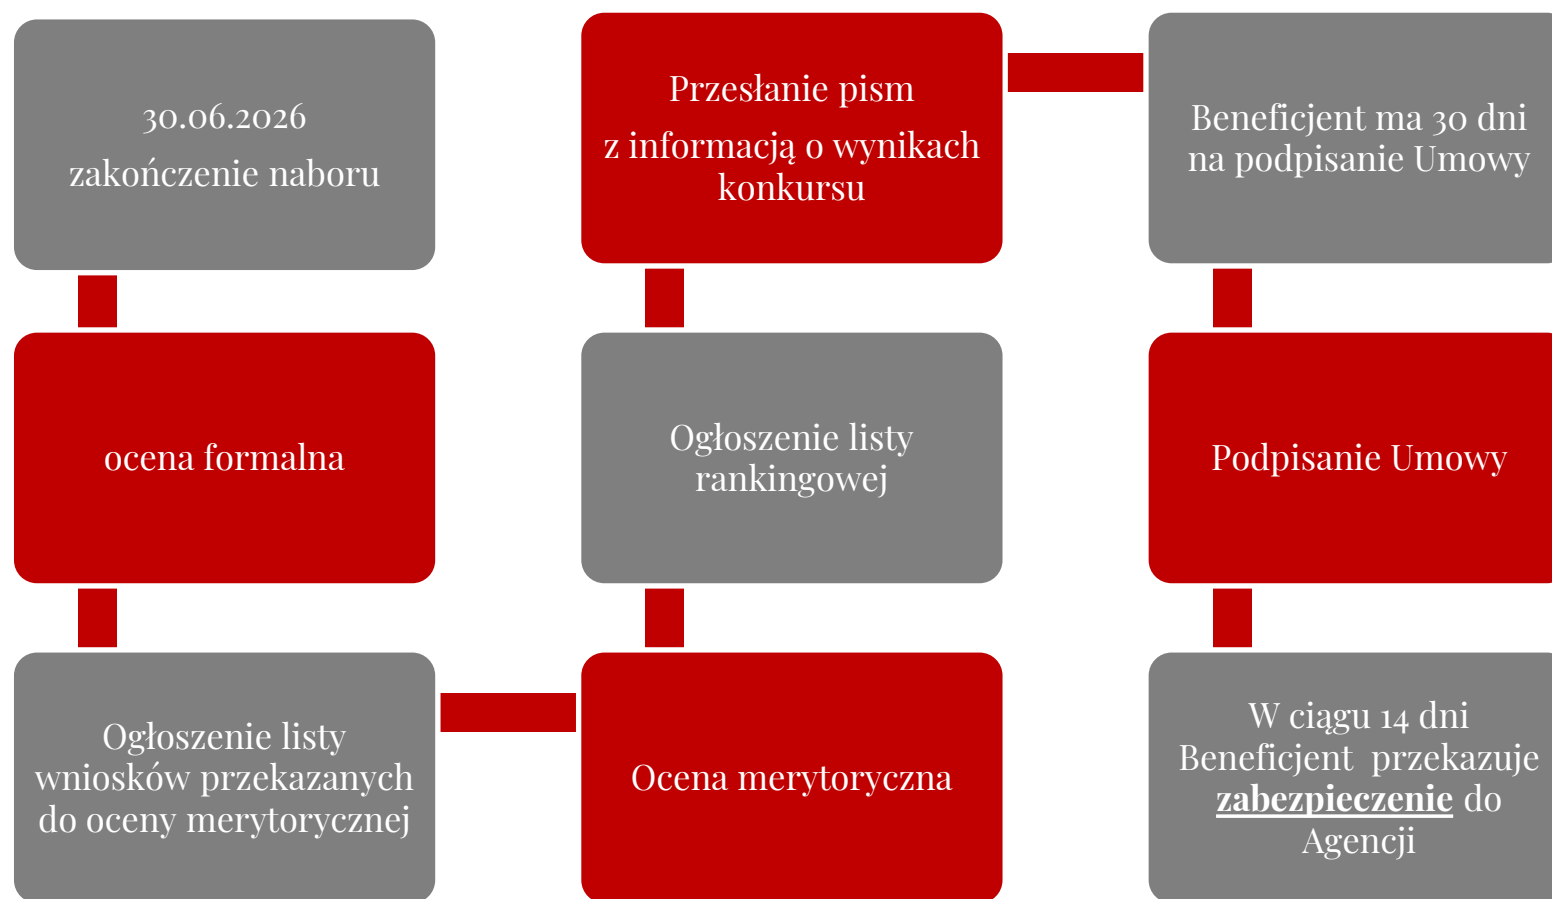 30.06.2026
zakończenie naboru
ocena formalna
Ogłoszenie listy
wniosków przekazanych
do oceny merytorycznej
Ocena merytoryczna
Ogłoszenie listy
rankingowej
Przesłanie pism
z informacją o wynikach
konkursu
Beneficjent ma 30 dni
na podpisanie Umowy
Podpisanie Umowy
W ciągu 14 dni
Beneficjent przekazuje
zabezpieczenie do
Agencji